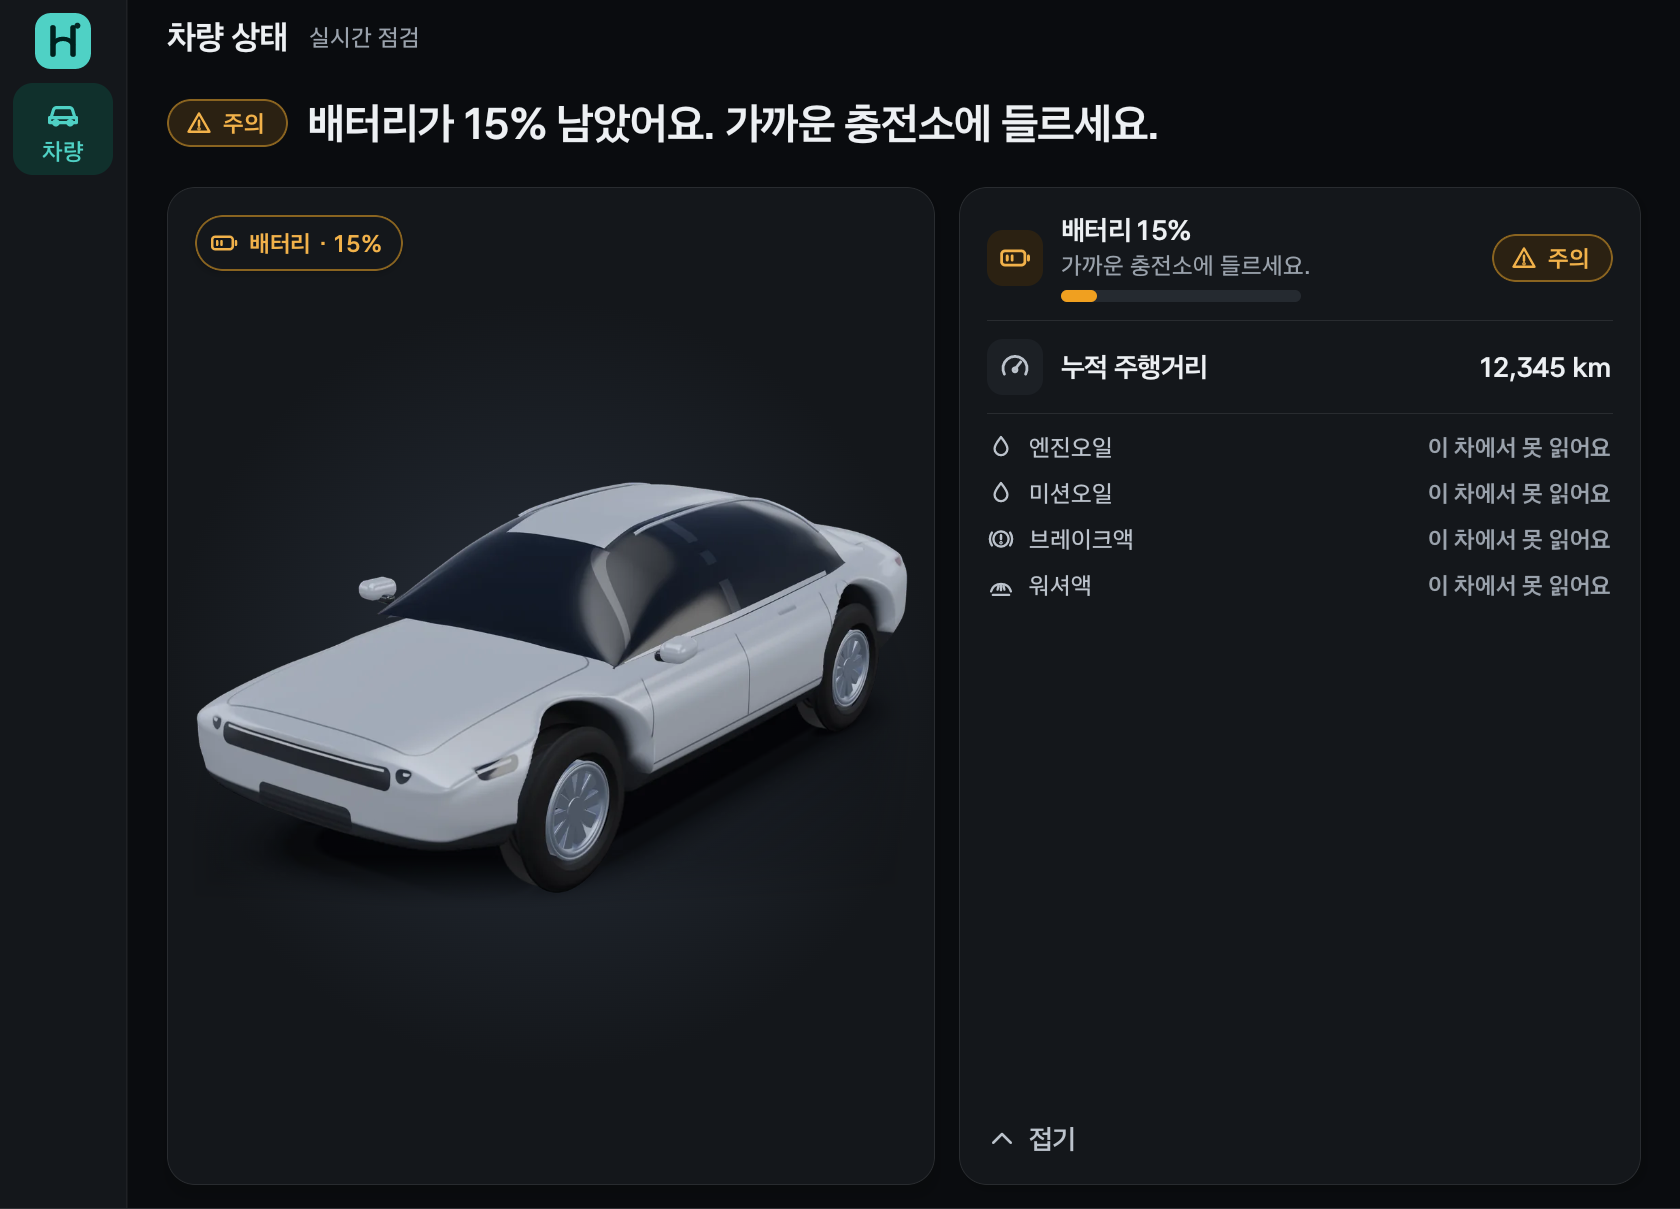 차량 상태 실시간 점검
차량
주의 배터리가 15% 남았어요. 가까운 충전소에 들르세요.
배터리 · 15%
배터리 15%
가까운 충전소에 들르세요.
주의
누적 주행거리 12,345 km
엔진오일 이 차에서 못 읽어요
미션오일 이 차에서 못 읽어요
브레이크액 이 차에서 못 읽어요
워셔액 이 차에서 못 읽어요
접기